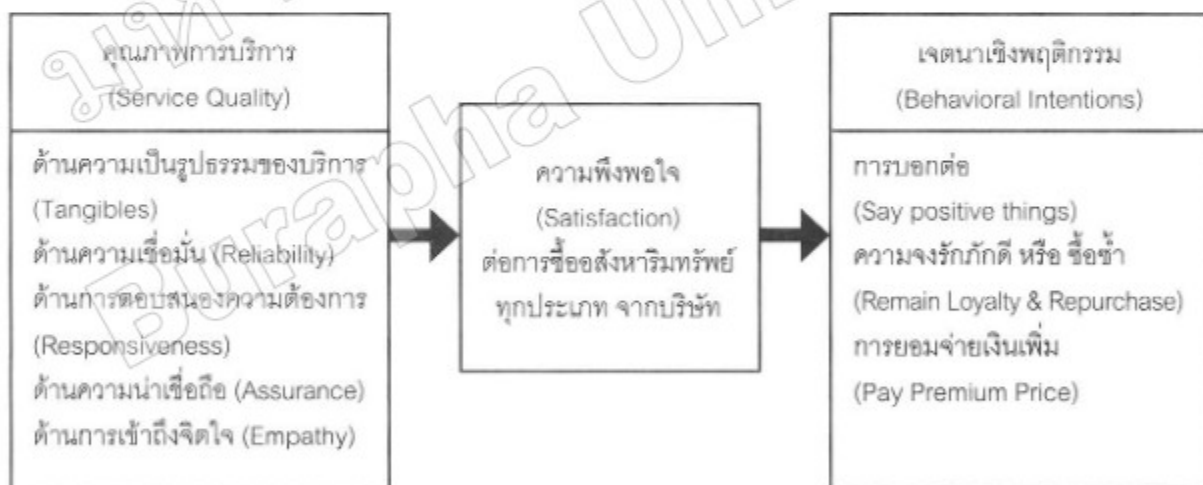 คุณภาพการบริการ
(Service Quality)
ด้านความเป็นรูปธรรมของบริการ
(Tangibles)
ด้านความเชื่อมั่น (Reliability)
ด้านการตอบสนองความต้องการ
(Responsiveness)
ด้านความน่าเชื่อถือ (Assurance)
ด้านการเข้าถึงจิตใจ (Empathy)
ความพึงพอใจ
(Satisfaction)
ต่อการซื้ออสังหาริมทรัพย์
ทุกประเภท จากบริษัท
เจตนาเชิงพฤติกรรม
(Behavioral Intentions)
การบอกต่อ
(Say positive things)
ความจงรักภักดี หรือ ซื้อซ้ำ
(Remain Loyalty & Repurchase)
การยอมจ่ายเงินเพิ่ม
(Pay Premium Price)
Burapha